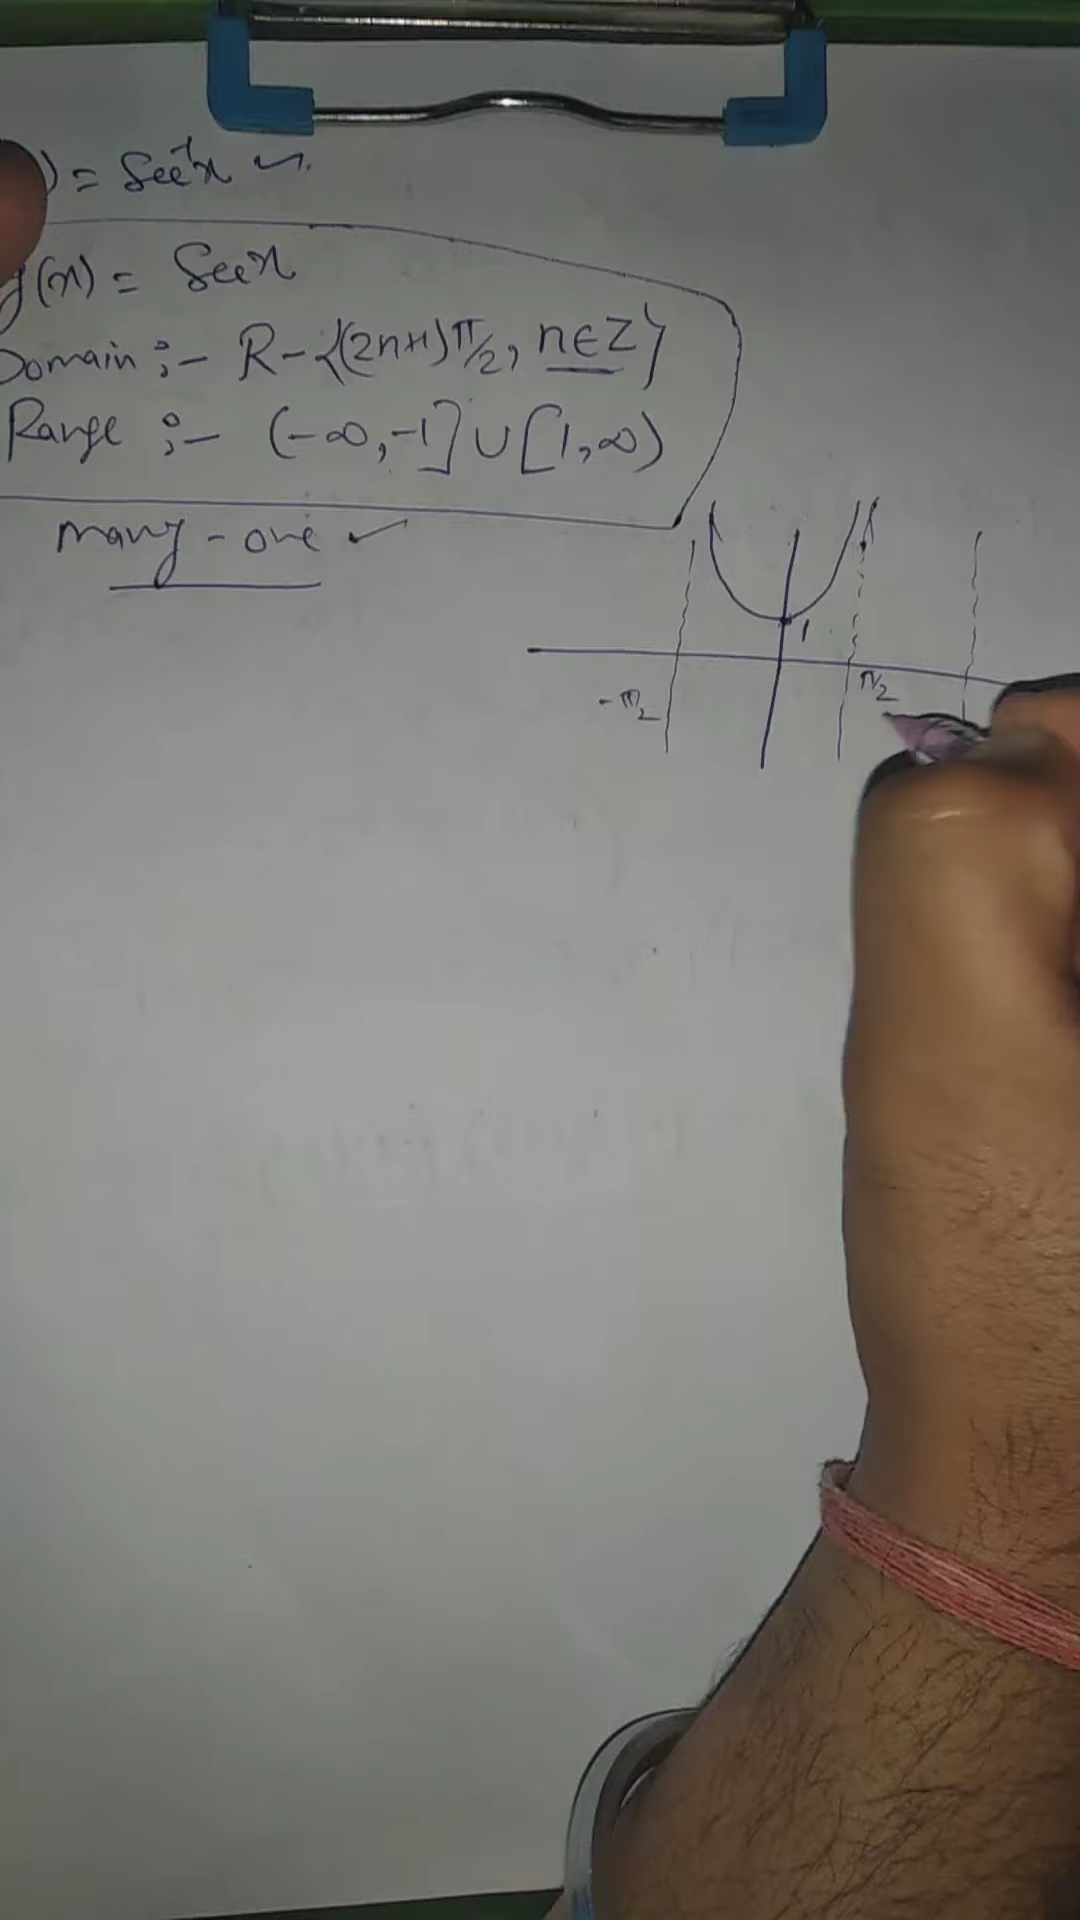 ) = Sec⁻¹x
g(x) = Secx
Domain :- R-{(2n+1)π/2, n∈Z}
Range :- (-∞,-1]∪[1,∞)
many-one ✓
1
-π/2
π/2